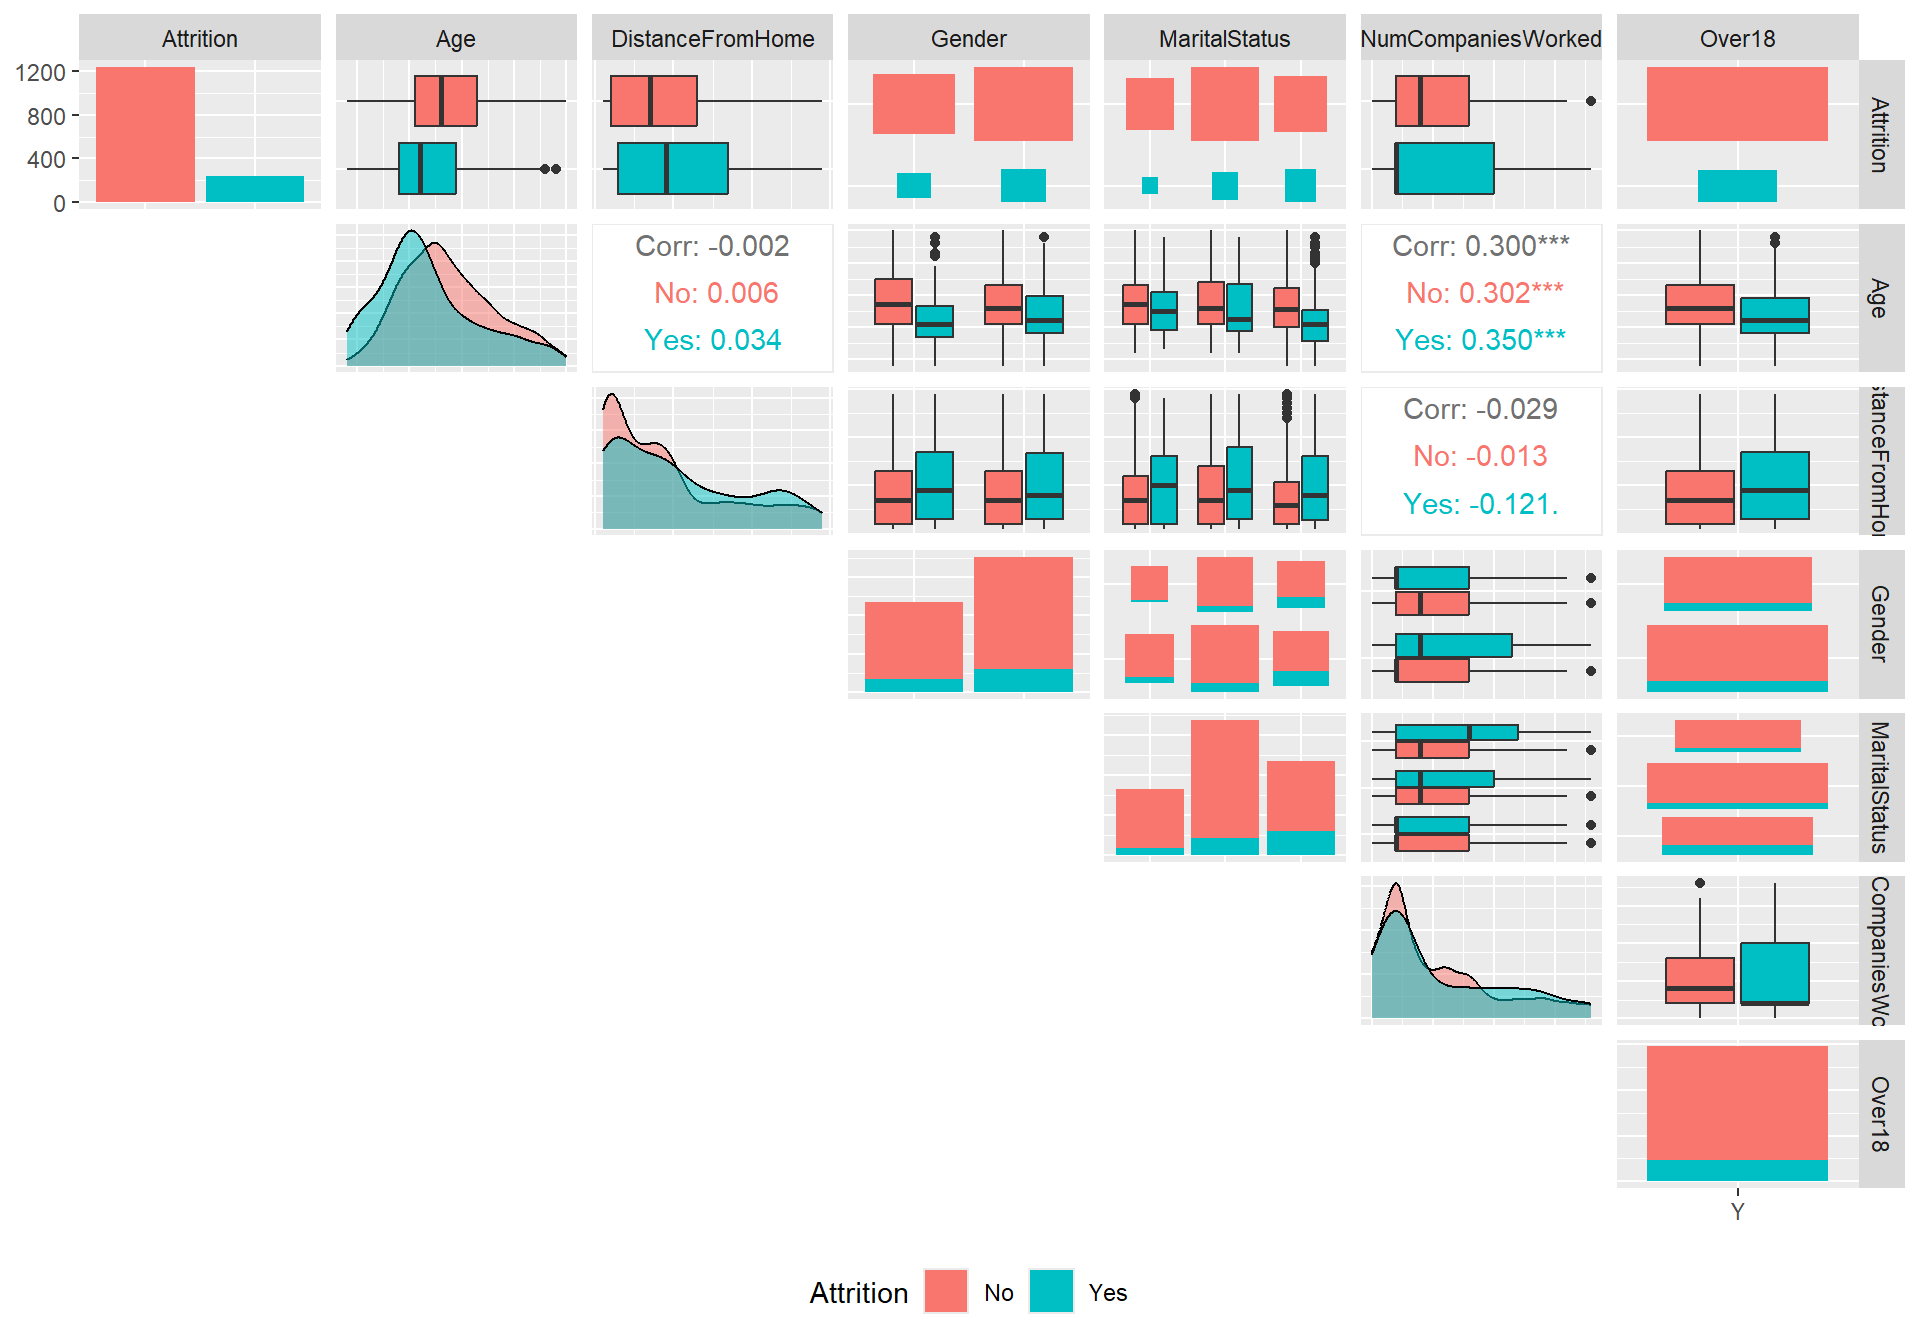 Attrition Age DistanceFromHome Gender MaritalStatus NumCompaniesWorked Over18
1200
800
400
0
Attrition
Corr: -0.002
No: 0.006
Yes: 0.034
Corr: 0.300***
No: 0.302***
Yes: 0.350***
Age
Corr: -0.029
No: -0.013
Yes: -0.121.
stanceFromHor
Gender
MaritalStatus
CompaniesWo
Over18
Y
Attrition No Yes